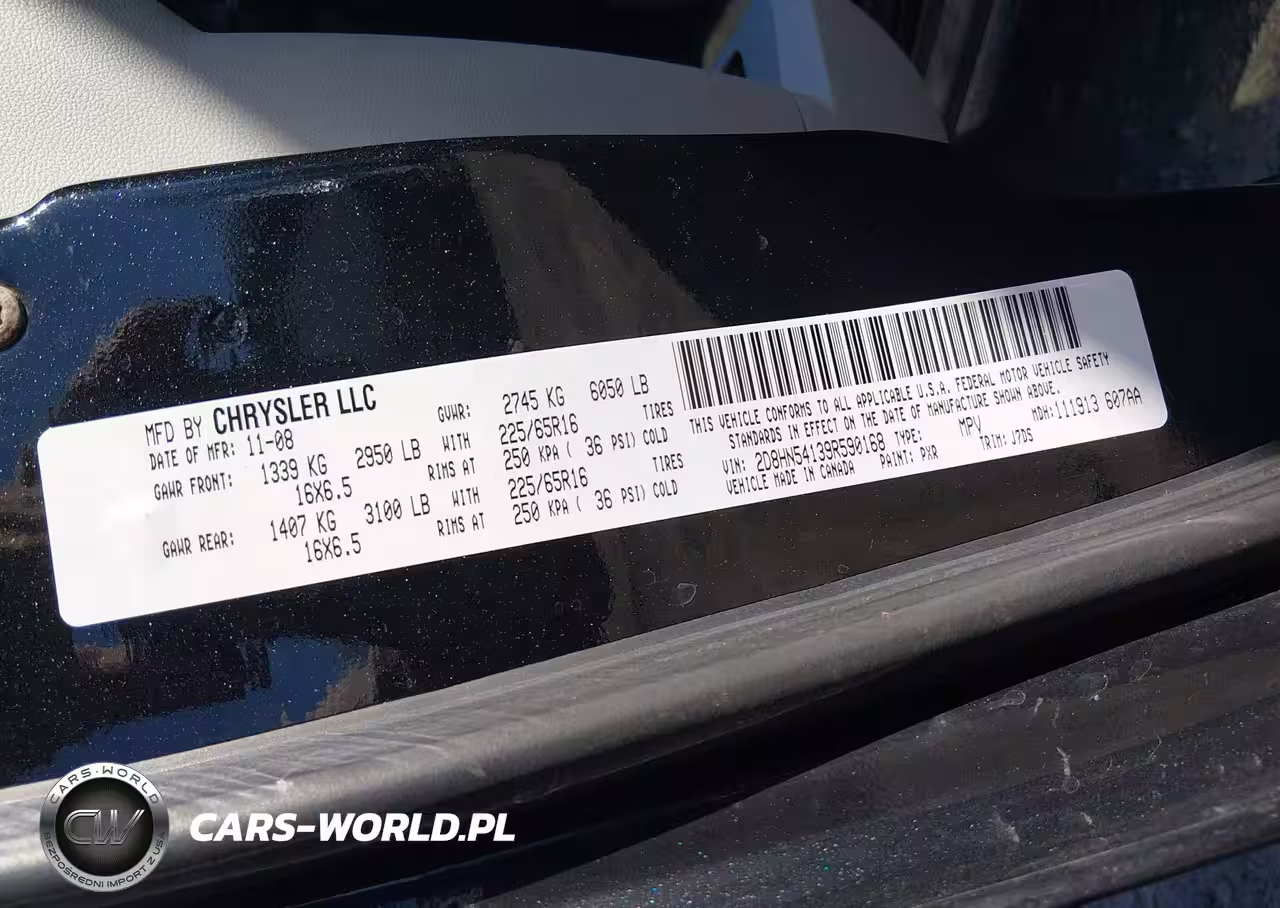 MFD BY CHRYSLER LLC
DATE OF MFR: 11-08 GVWR: 2745 KG 6050 LB
GAWR FRONT: 1339 KG 2950 LB WITH 225/65R16 TIRES
16X6.5 RIMS AT 250 KPA ( 36 PSI) COLD
GAWR REAR: 1407 KG 3100 LB WITH 225/65R16 TIRES
16X6.5 RIMS AT 250 KPA ( 36 PSI) COLD
THIS VEHICLE CONFORMS TO ALL APPLICABLE U.S.A. FEDERAL MOTOR VEHICLE SAFETY
STANDARDS IN EFFECT ON THE DATE OF MANUFACTURE SHOWN ABOVE.
VIN: 2D8HN54139R590168 TYPE: MPV MDH: 111913 607AA
VEHICLE MADE IN CANADA PAINT: PXR TRIM: J7DS
CARS-WORLD
CW
BEZPOŚREDNI IMPORT Z USA
CARS-WORLD.PL